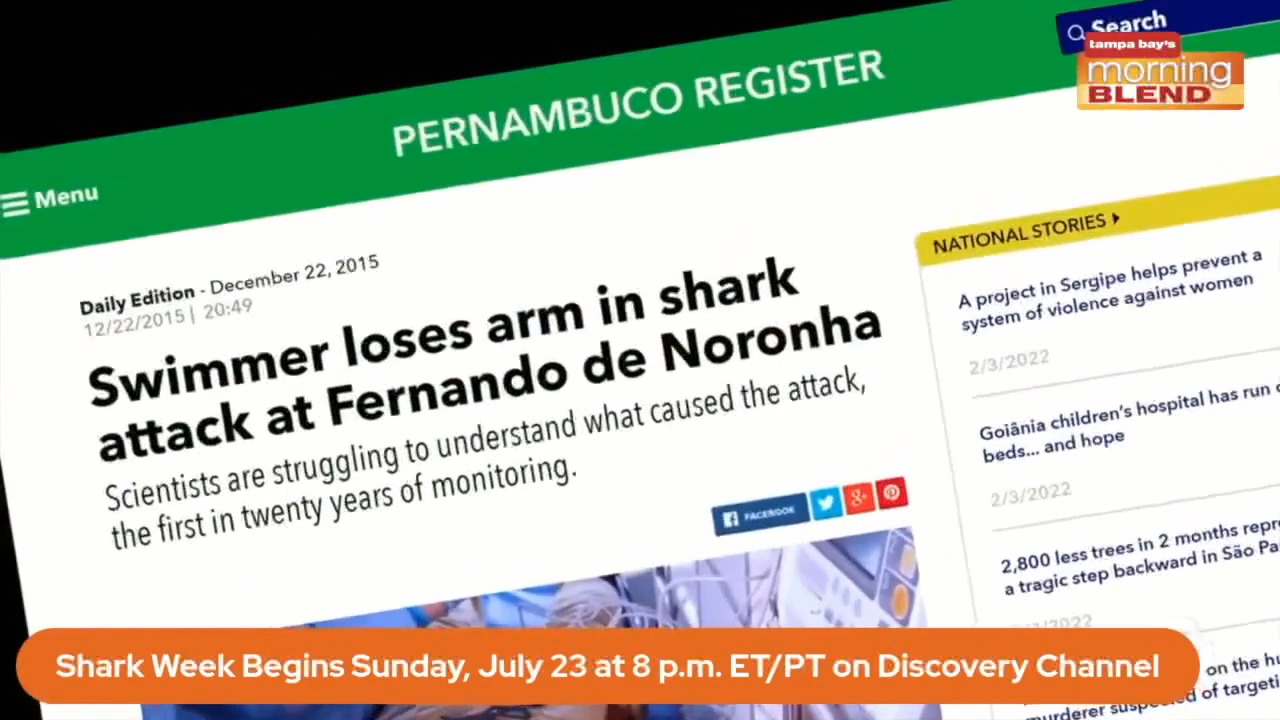 Search
tampa bay's
morning
BLEND
PERNAMBUCO REGISTER
Menu
Daily Edition - December 22, 2015
12/22/2015 | 20:49
Swimmer loses arm in shark
attack at Fernando de Noronha
Scientists are struggling to understand what caused the attack,
the first in twenty years of monitoring.
FACEBOOK
NATIONAL STORIES
A project in Sergipe helps prevent a
system of violence against women
2/3/2022
Goiânia children's hospital has run
beds... and hope
2/3/2022
2,800 less trees in 2 months
a tragic step backward in São
on the
murderer of
Shark Week Begins Sunday, July 23 at 8 p.m. ET/PT on Discovery Channel